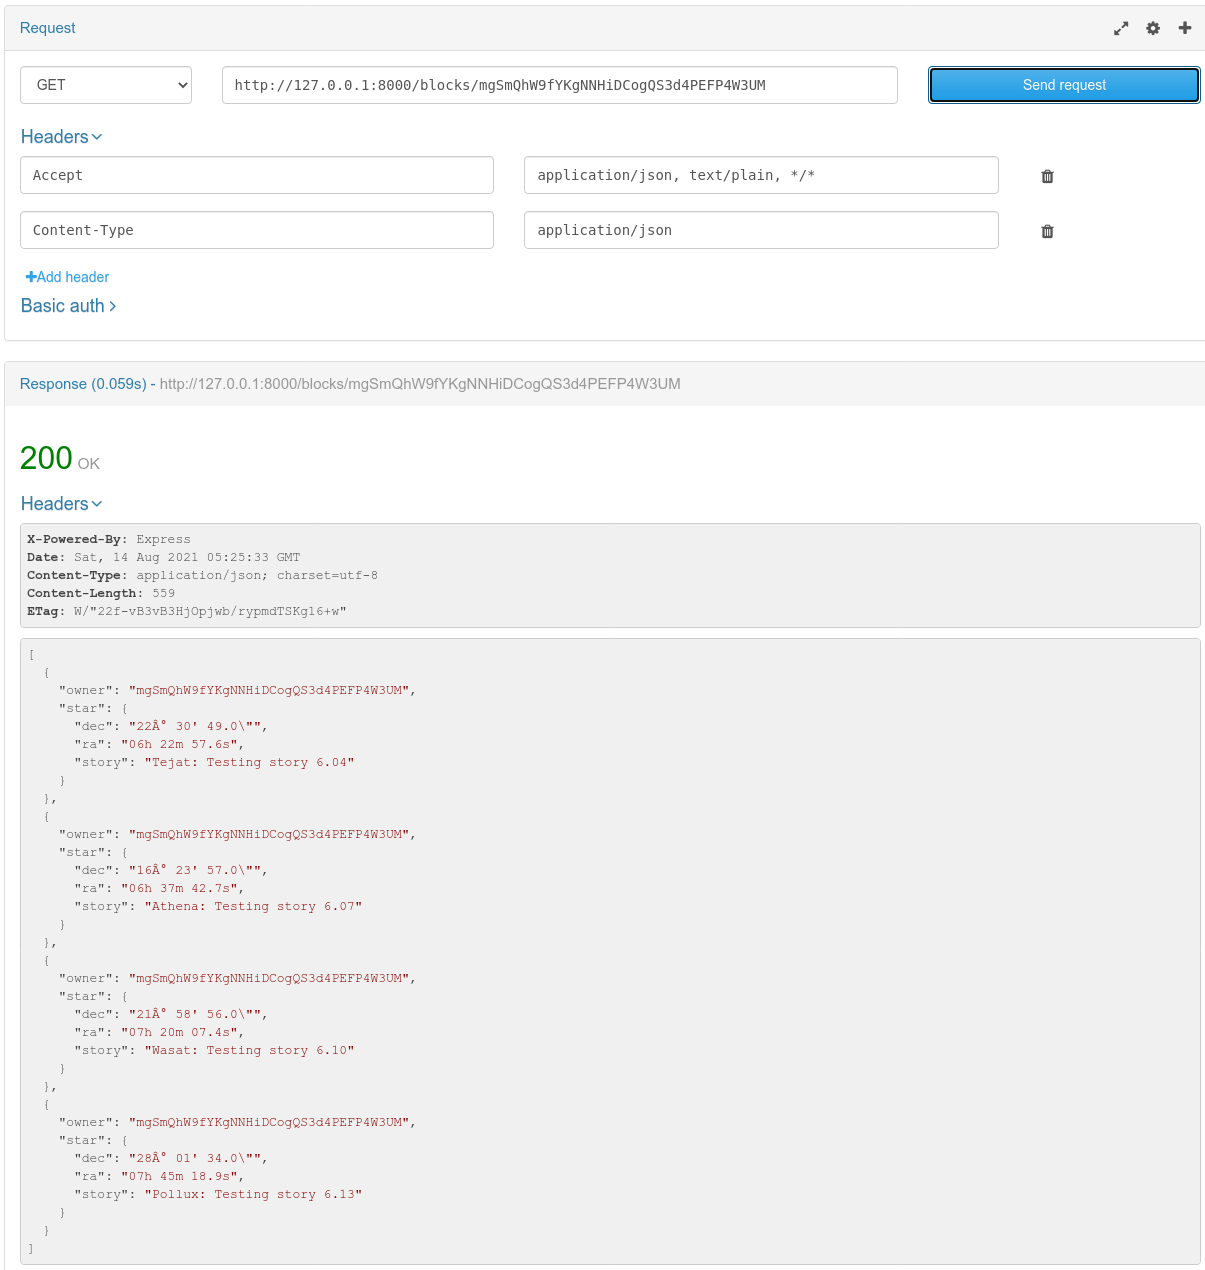 Request
GET http://127.0.0.1:8000/blocks/mgSmQhW9fYKgNNHiDCogQS3d4PEFP4W3UM Send request
Headers
Accept application/json, text/plain, */*
Content-Type application/json
Add header
Basic auth
Response (0.059s) - http://127.0.0.1:8000/blocks/mgSmQhW9fYKgNNHiDCogQS3d4PEFP4W3UM
200 OK
Headers
X-Powered-By: Express
Date: Sat, 14 Aug 2021 05:25:33 GMT
Content-Type: application/json; charset=utf-8
Content-Length: 559
ETag: W/"22f-vB3vB3HjOpjwb/rypmdTSKg16+w"
[
  {
    "owner": "mgSmQhW9fYKgNNHiDCogQS3d4PEFP4W3UM",
    "star": {
      "dec": "22Â° 30' 49.0\"",
      "ra": "06h 22m 57.6s",
      "story": "Tejat: Testing story 6.04"
    }
  },
  {
    "owner": "mgSmQhW9fYKgNNHiDCogQS3d4PEFP4W3UM",
    "star": {
      "dec": "16Â° 23' 57.0\"",
      "ra": "06h 37m 42.7s",
      "story": "Athena: Testing story 6.07"
    }
  },
  {
    "owner": "mgSmQhW9fYKgNNHiDCogQS3d4PEFP4W3UM",
    "star": {
      "dec": "21Â° 58' 56.0\"",
      "ra": "07h 20m 07.4s",
      "story": "Wasat: Testing story 6.10"
    }
  },
  {
    "owner": "mgSmQhW9fYKgNNHiDCogQS3d4PEFP4W3UM",
    "star": {
      "dec": "28Â° 01' 34.0\"",
      "ra": "07h 45m 18.9s",
      "story": "Pollux: Testing story 6.13"
    }
  }
]